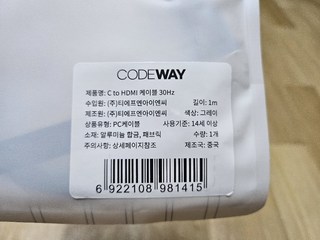 CODEWAY
제품명: C to HDMI 케이블 30Hz
수입원: (주)티에프엔아이엔씨 길이: 1m
제조원: (주)티에프엔아이엔씨 색상: 그레이
상품유형: PC케이블 사용기준: 14세 이상
소재: 알루미늄 합금, 패브릭 수량: 1개
주의사항: 상세페이지참조 제조국: 중국
6 922108 981415